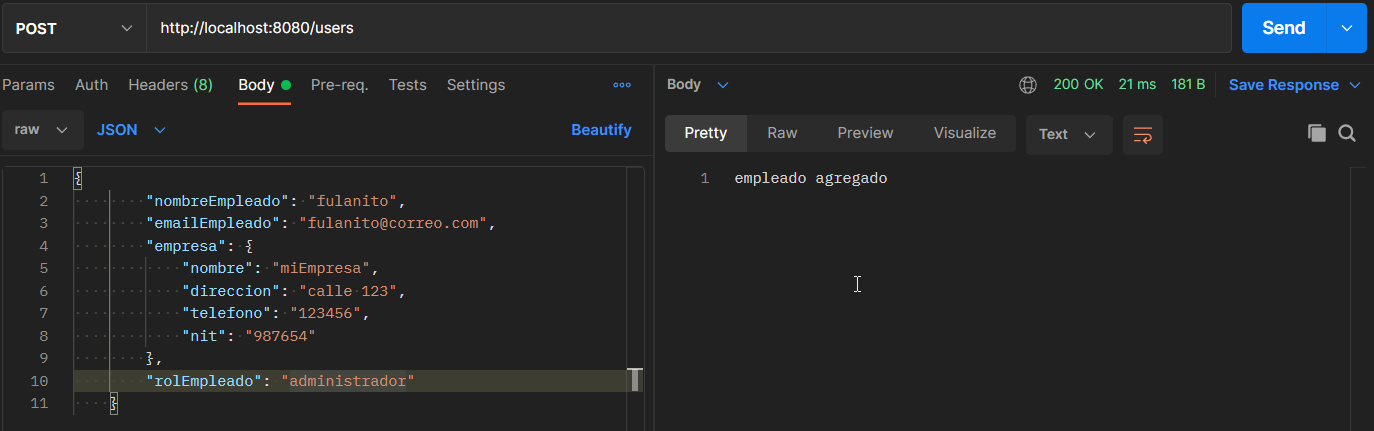 POST http://localhost:8080/users Send
Params Auth Headers (8) Body Pre-req. Tests Settings
raw JSON Beautify
1 {
2 "nombreEmpleado": "fulanito",
3 "emailEmpleado": "fulanito@correo.com",
4 "empresa": {
5 "nombre": "miEmpresa",
6 "direccion": "calle 123",
7 "telefono": "123456",
8 "nit": "987654"
9 },
10 "rolEmpleado": "administrador"
11 }
Body 200 OK 21 ms 181 B Save Response
Pretty Raw Preview Visualize Text
1 empleado agregado